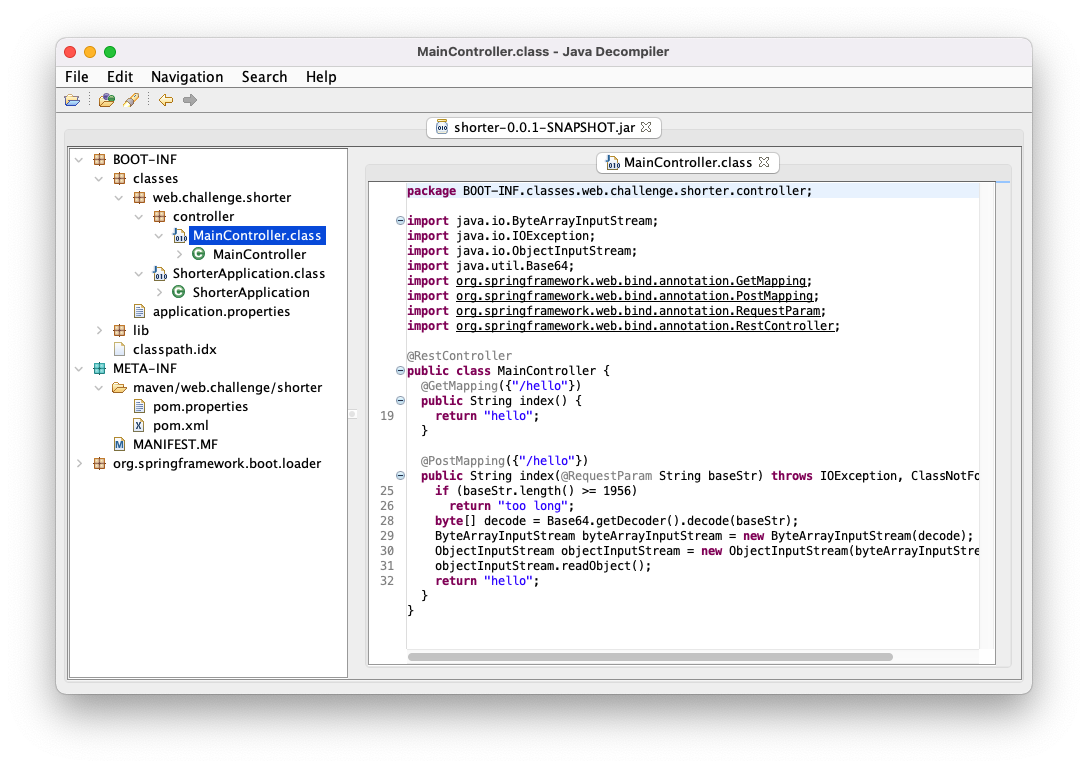 MainController.class - Java Decompiler
File Edit Navigation Search Help
shorter-0.0.1-SNAPSHOT.jar
BOOT-INF
classes
web.challenge.shorter
controller
MainController.class
MainController
ShorterApplication.class
ShorterApplication
application.properties
lib
classpath.idx
META-INF
maven/web.challenge/shorter
pom.properties
pom.xml
MANIFEST.MF
org.springframework.boot.loader
MainController.class
package BOOT-INF.classes.web.challenge.shorter.controller;
import java.io.ByteArrayInputStream;
import java.io.IOException;
import java.io.ObjectInputStream;
import java.util.Base64;
import org.springframework.web.bind.annotation.GetMapping;
import org.springframework.web.bind.annotation.PostMapping;
import org.springframework.web.bind.annotation.RequestParam;
import org.springframework.web.bind.annotation.RestController;
@RestController
public class MainController {
@GetMapping({"/hello"})
public String index() {
19 return "hello";
}
@PostMapping({"/hello"})
public String index(@RequestParam String baseStr) throws IOException, ClassNotFo
25 if (baseStr.length() >= 1956)
26 return "too long";
28 byte[] decode = Base64.getDecoder().decode(baseStr);
29 ByteArrayInputStream byteArrayInputStream = new ByteArrayInputStream(decode);
30 ObjectInputStream objectInputStream = new ObjectInputStream(byteArrayInputStre
31 objectInputStream.readObject();
32 return "hello";
}
}